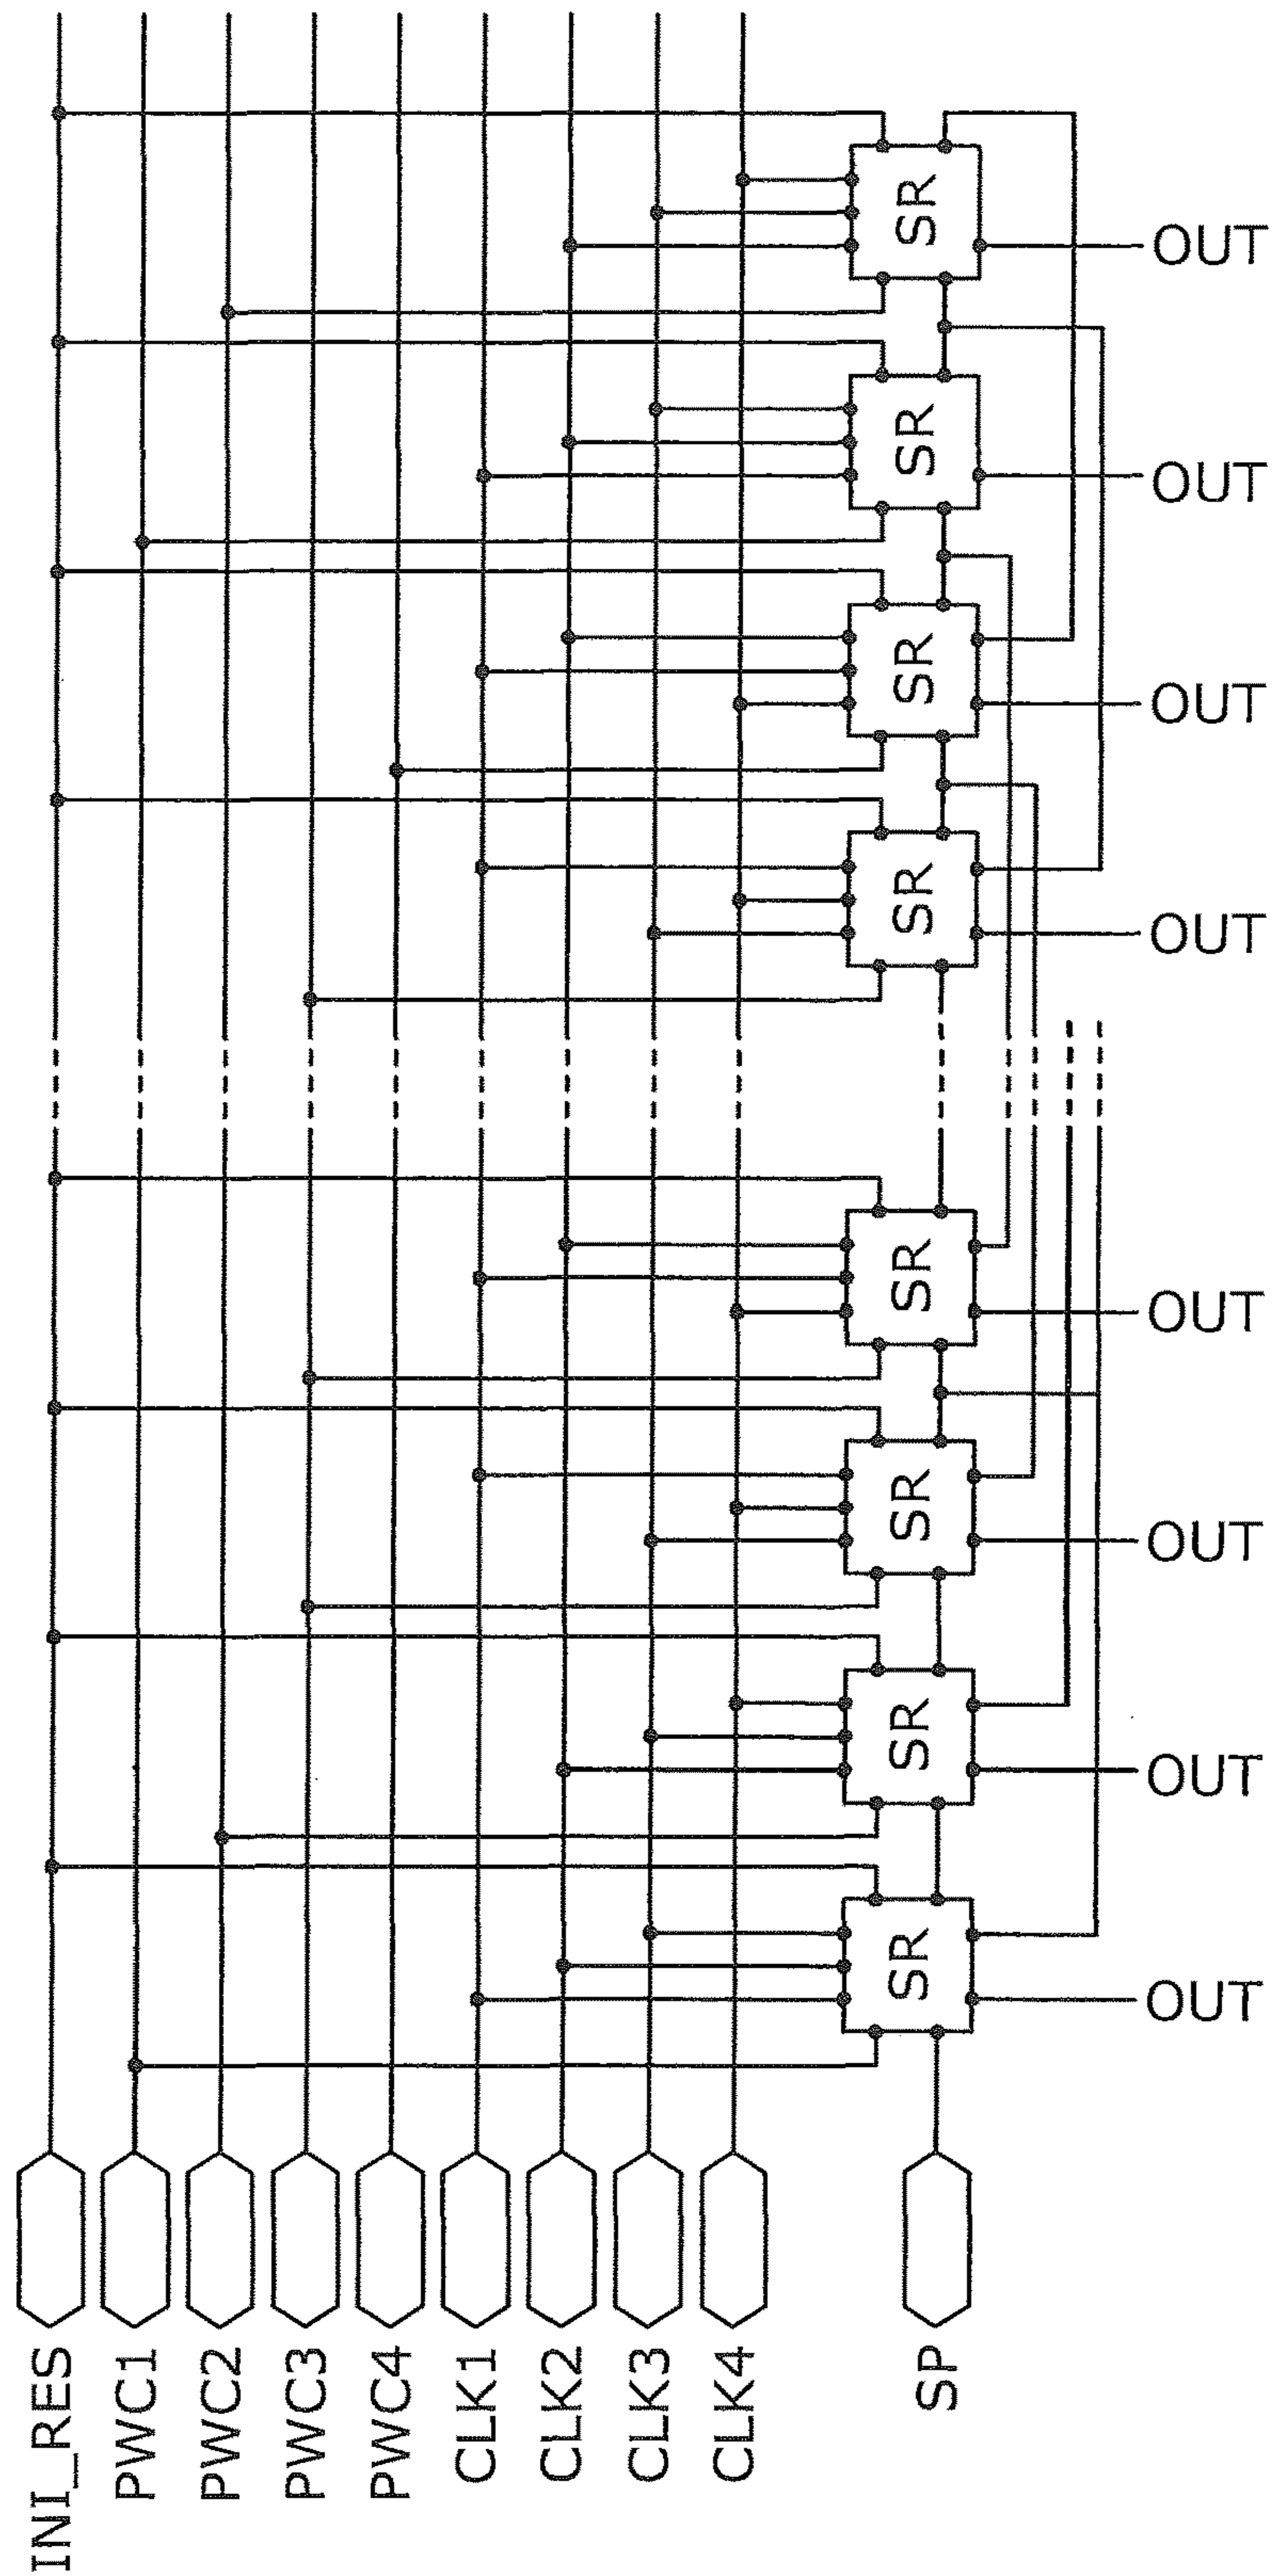 INI_RES
PWC1
PWC2
PWC3
PWC4
CLK1
CLK2
CLK3
CLK4
SP
SR
SR
SR
SR
SR
SR
SR
SR
OUT
OUT
OUT
OUT
OUT
OUT
OUT
OUT